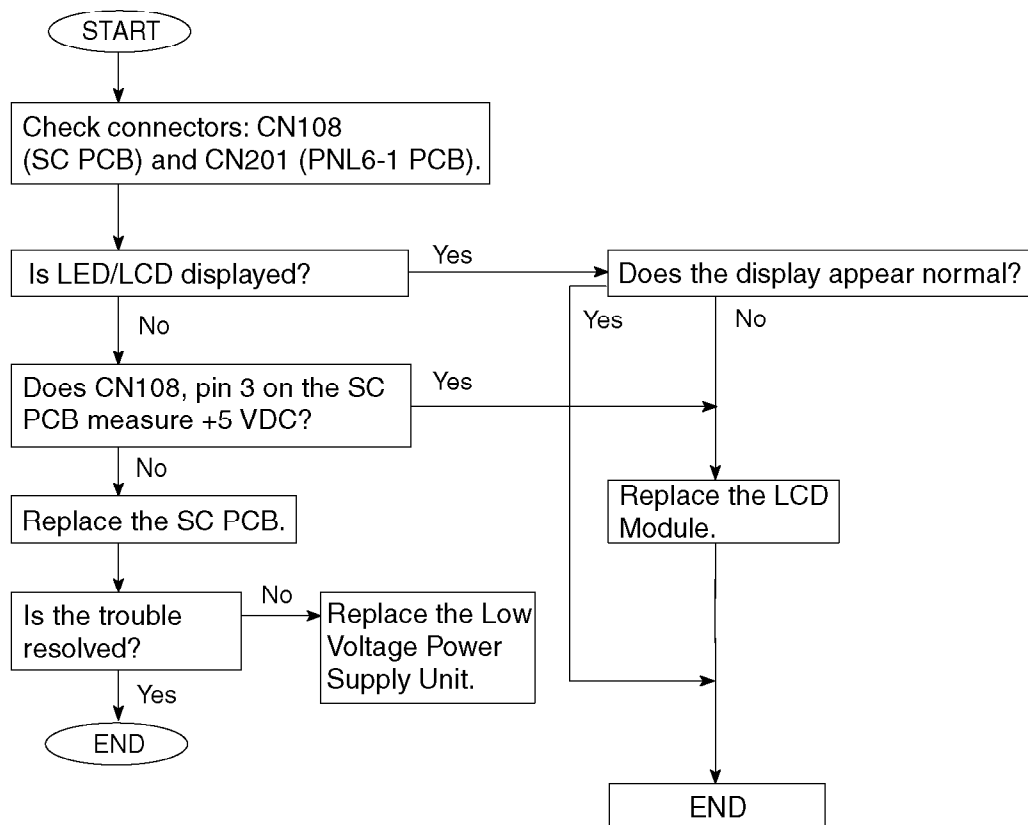 START
Check connectors: CN108
(SC PCB) and CN201 (PNL6-1 PCB).
Is LED/LCD displayed?
Yes
Does the display appear normal?
No
Yes
No
Does CN108, pin 3 on the SC
PCB measure +5 VDC?
Yes
No
Replace the SC PCB.
Replace the LCD
Module.
Is the trouble
resolved?
No
Replace the Low
Voltage Power
Supply Unit.
Yes
END
END